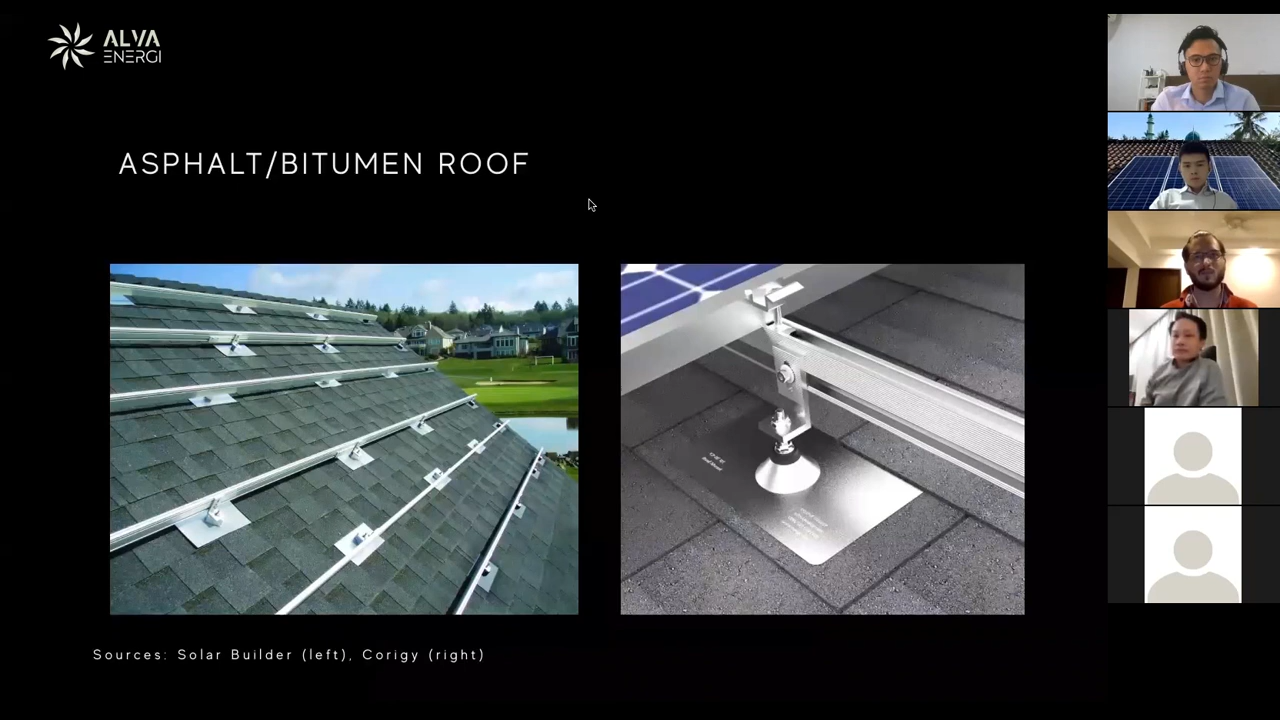 ALVA
ENERGI
ASPHALT/BITUMEN ROOF
Sources: Solar Builder (left), Corigy (right)